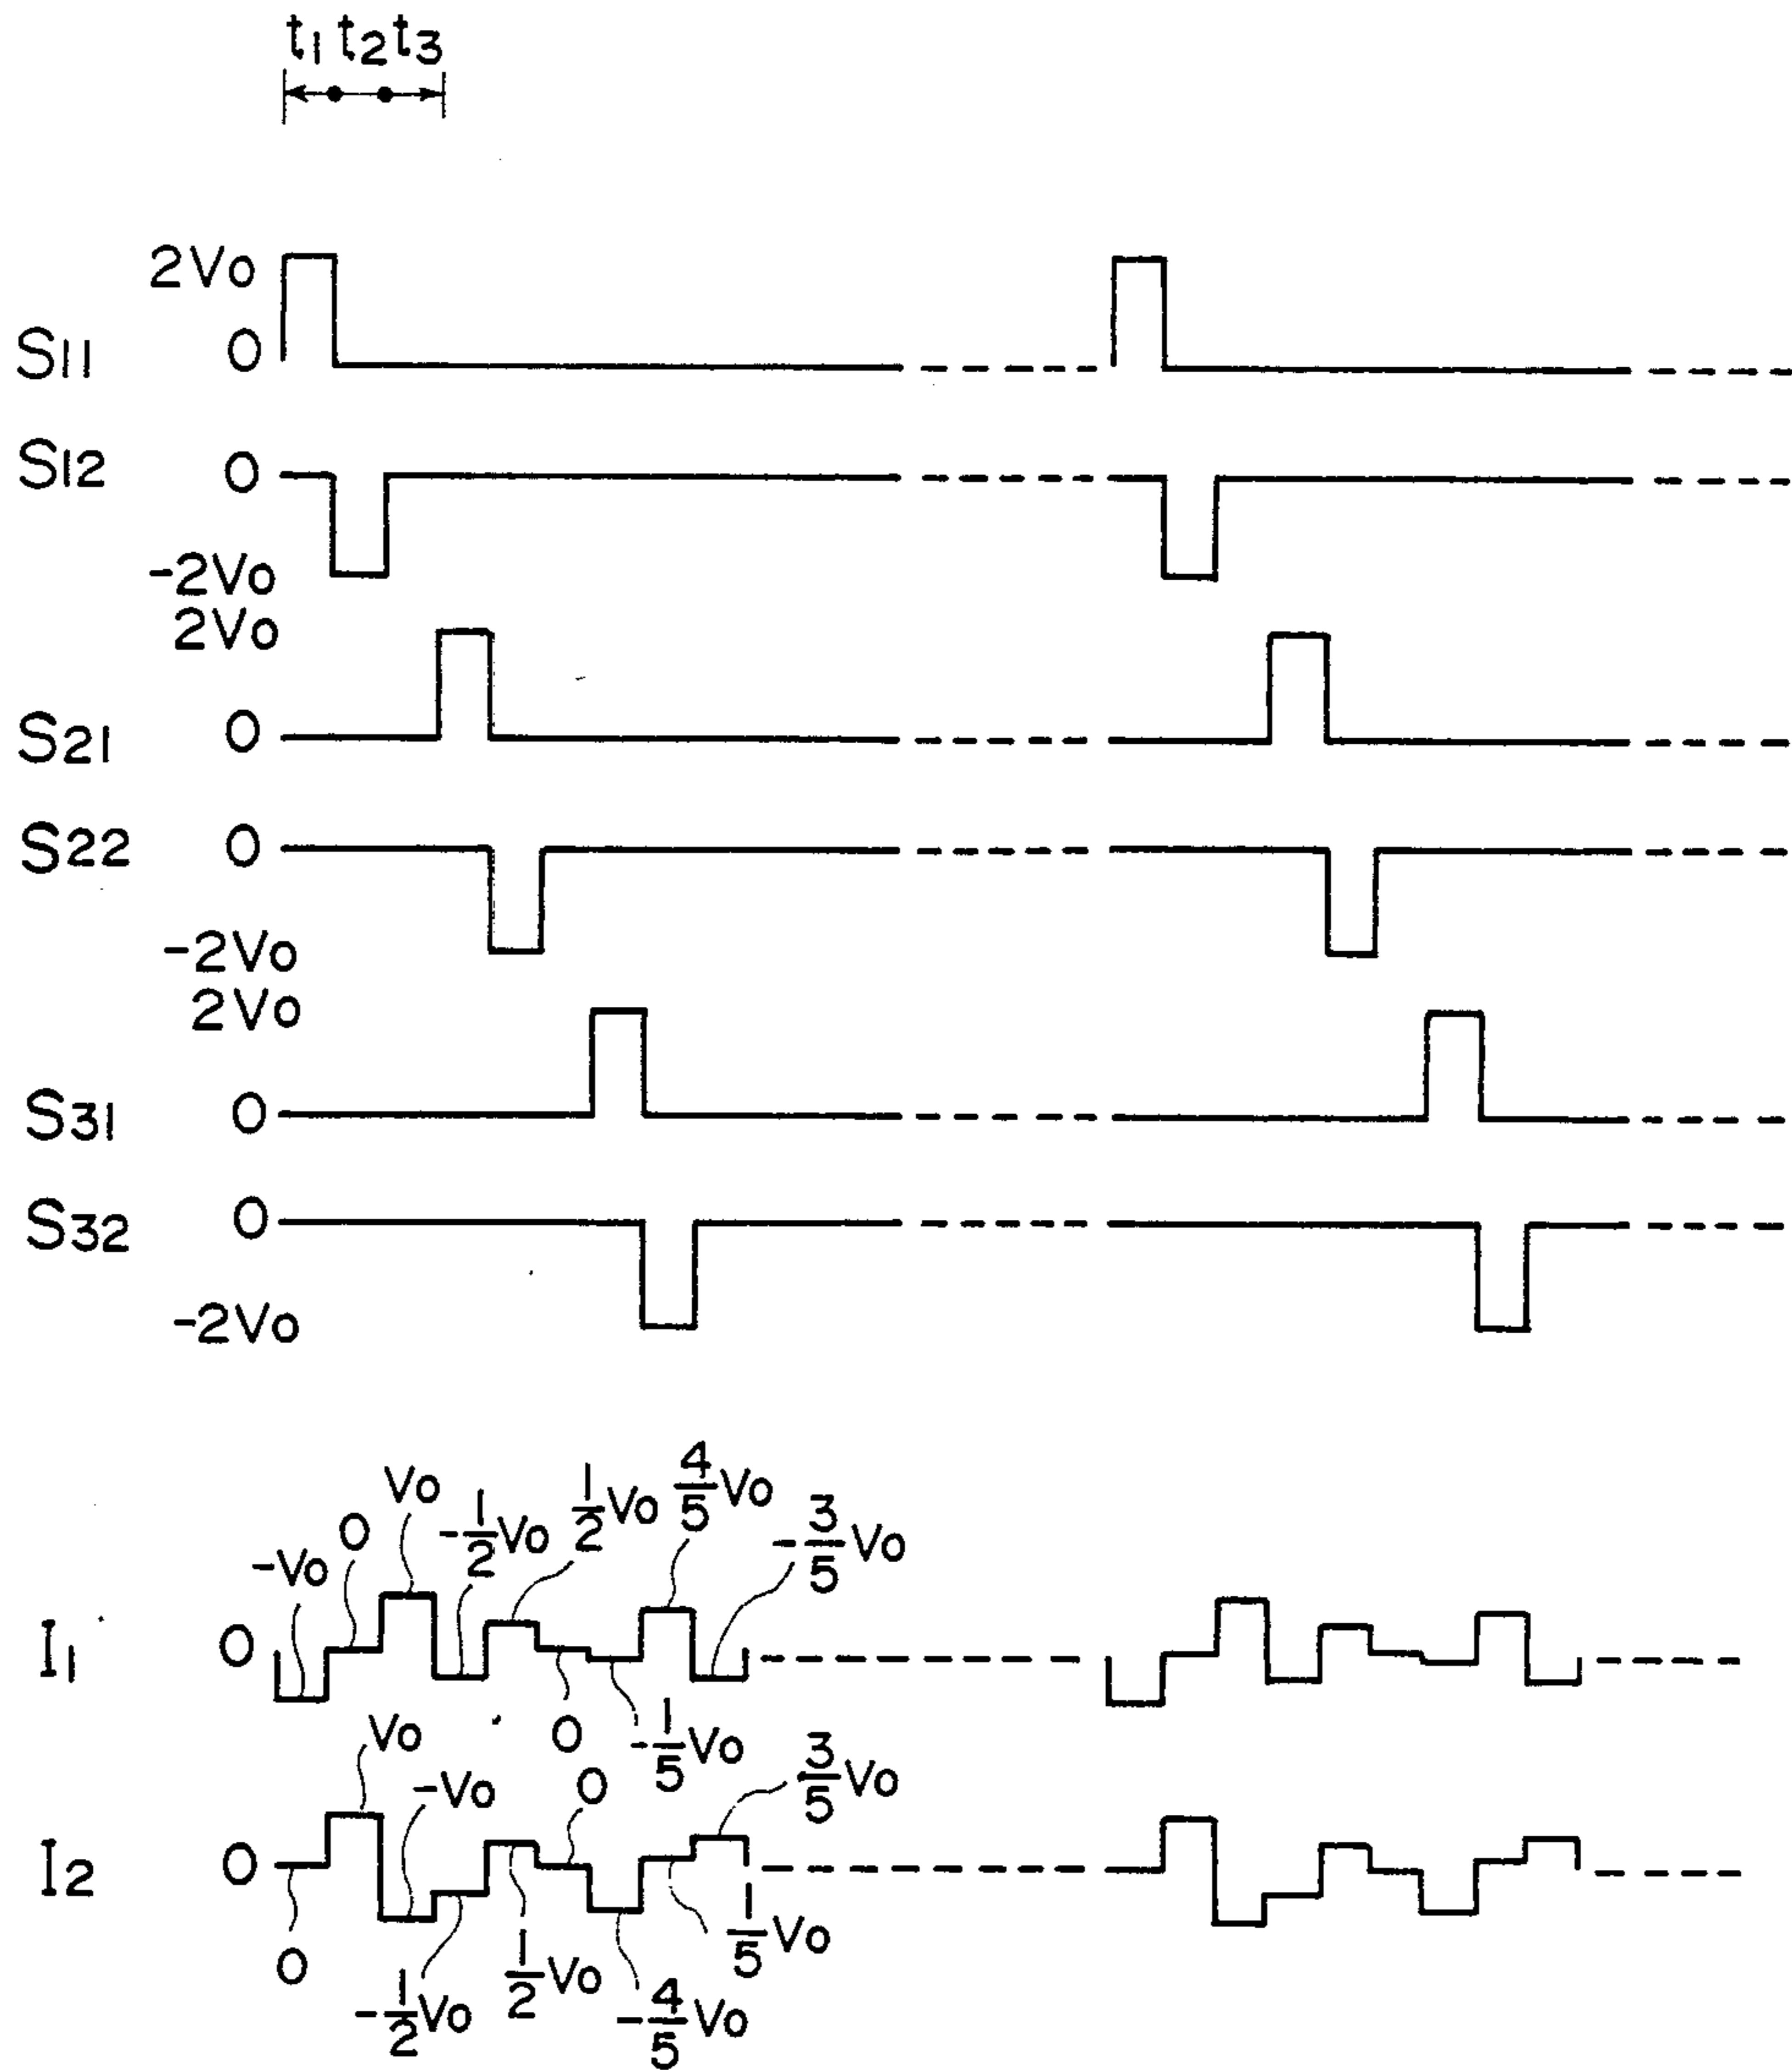 t1 t2 t3
2Vo
S11 0
S12 0
-2Vo
2Vo
S21 0
S22 0
-2Vo
2Vo
S31 0
S32 0
-2Vo
-Vo 0 Vo -1/2Vo 1/2Vo 4/5Vo -3/5Vo
I1 0
0 -1/5Vo
Vo -Vo 0 3/5Vo
I2 0
0 -1/2Vo 1/2Vo -4/5Vo 1/5Vo